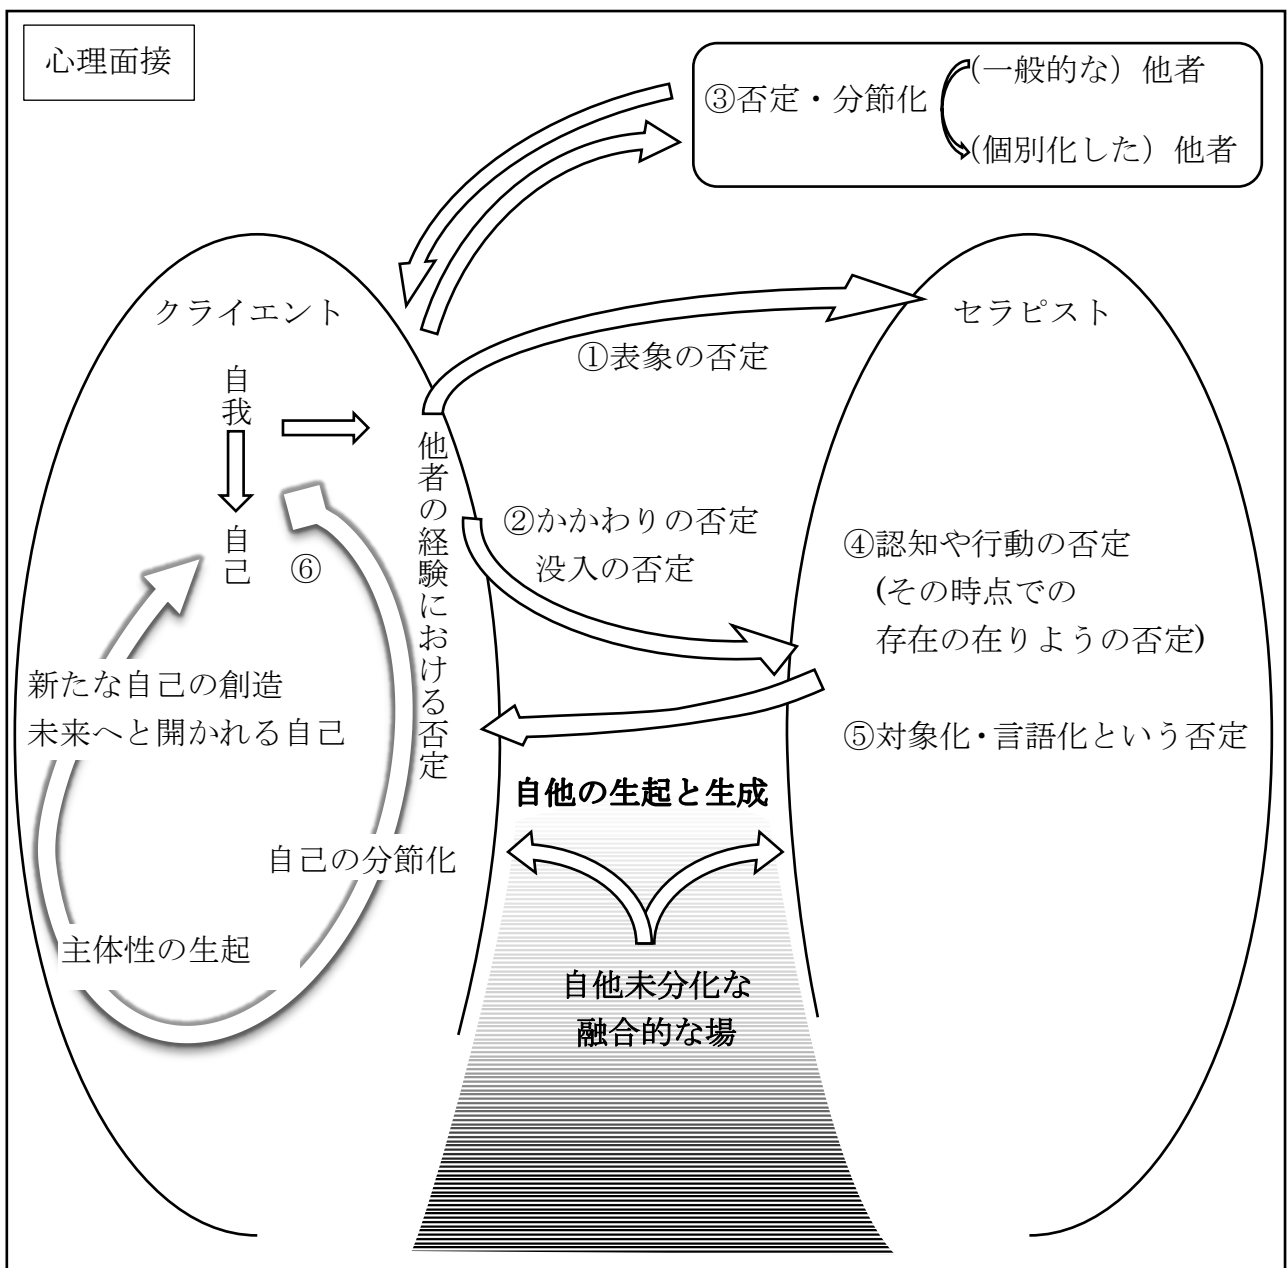 心理面接
③否定・分節化
(一般的な）他者
(個別化した）他者
クライエント
セラピスト
①表象の否定
自我
自己
⑥
他者の経験における否定
②かかわりの否定
没入の否定
④認知や行動の否定
(その時点での
存在の在りようの否定)
新たな自己の創造
未来へと開かれる自己
⑤対象化・言語化という否定
自他の生起と生成
自己の分節化
主体性の生起
自他未分化な
融合的な場